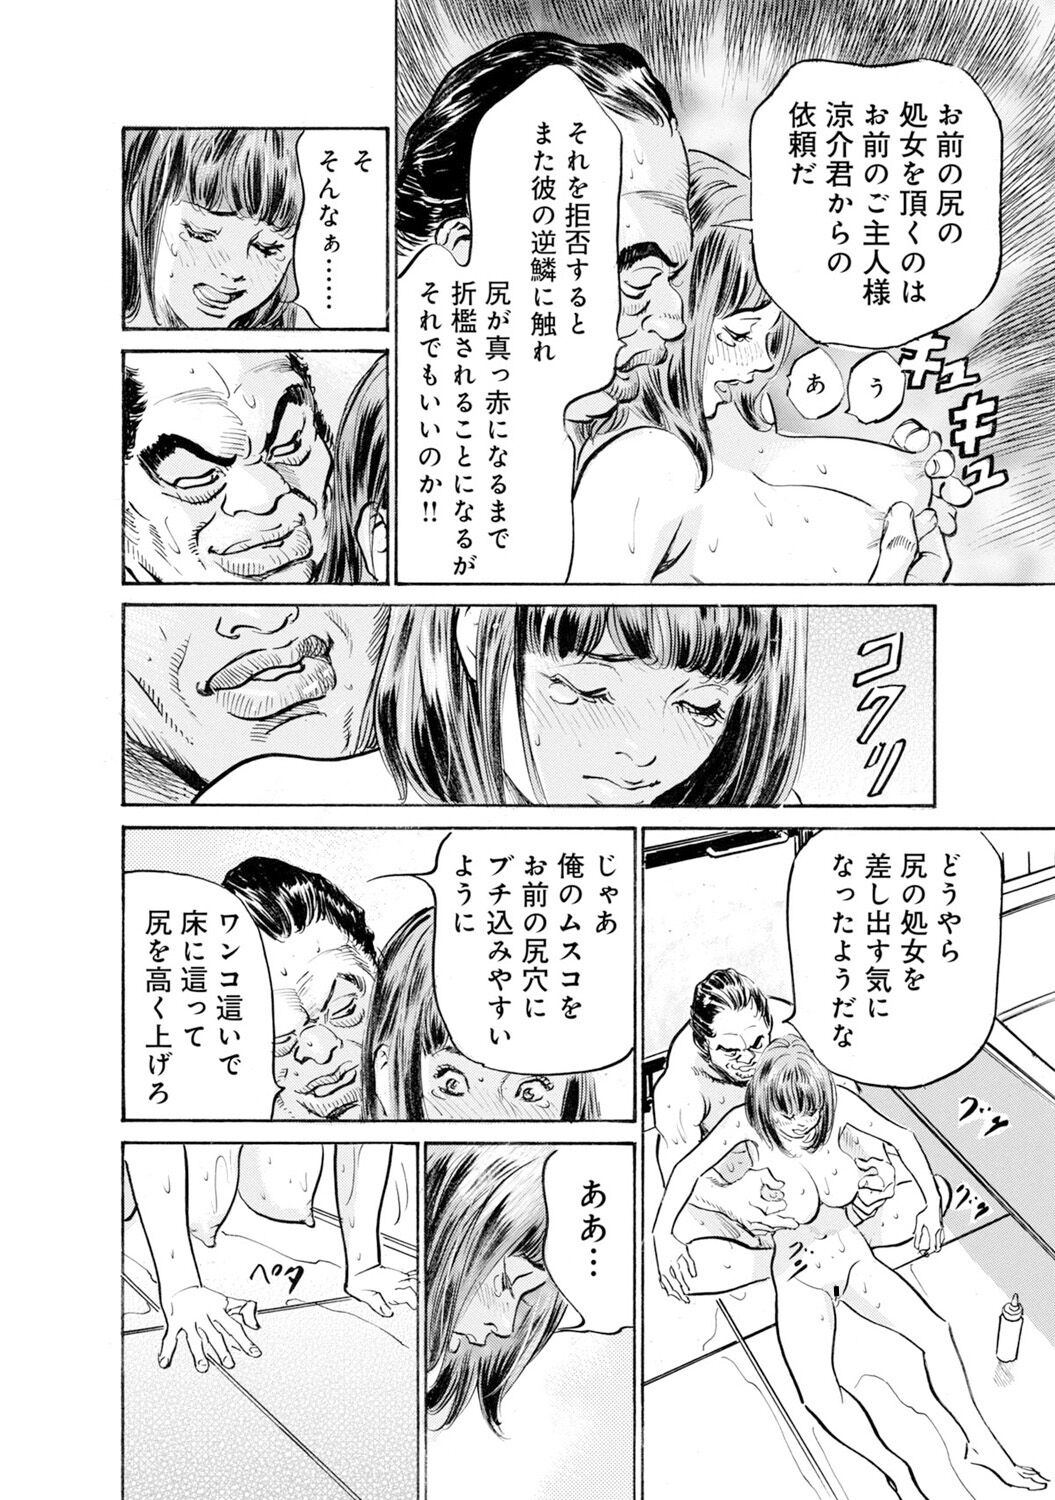 お前の尻の
処女を頂くのは
お前のご主人様
涼介君からの
依頼だ
それを拒否すると
また彼の逆鱗に触れ
尻が真っ赤になるまで
折檻されることになるが
それでもいいのか!!
う
あ
キュ
キュ
そ
そんなぁ……
コクリ
どうやら
尻の処女を
差し出す気に
なったようだな
グッ
グッ
グッ
じゃあ
俺のムスコを
お前の尻穴に
ブチ込みやすい
ように
ワンコ這いで
床に這って
尻を高く上げろ
ああ…
ペタ